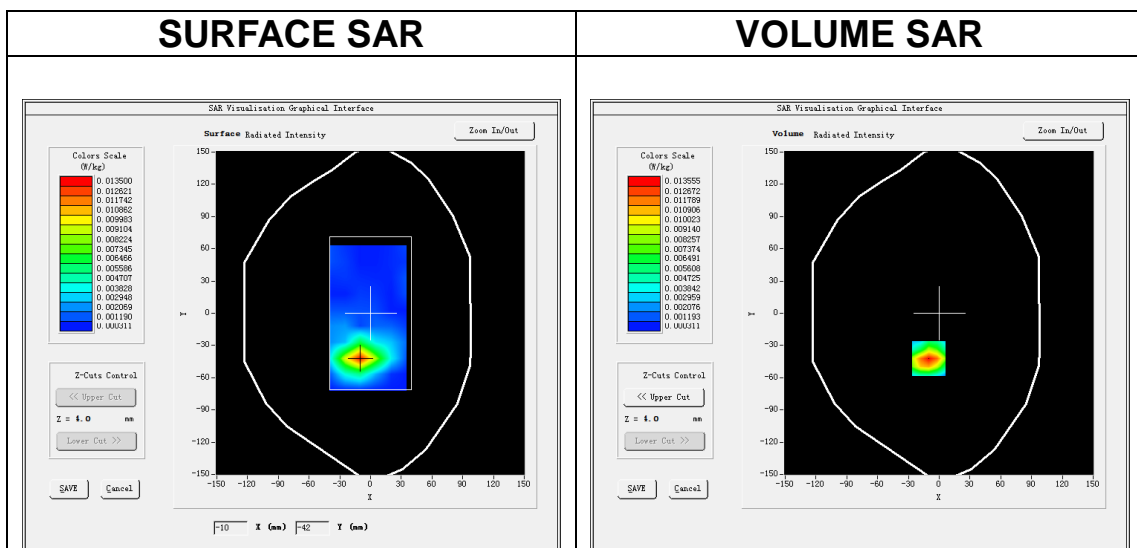 SURFACE SAR
VOLUME SAR
SAR Visualisation Graphical Interface
Surface Radiated Intensity
Zoom In/Out
Colors Scale
(W/kg)
0.013500
0.012621
0.011742
0.010862
0.009983
0.009104
0.008224
0.007345
0.006466
0.005586
0.004707
0.003828
0.002948
0.002069
0.001190
0.000311
Z-Cuts Control
<< Upper Cut
Z = 4.0 mm
Lower Cut >>
SAVE Cancel
150
120
90
60
30
0
-30
-60
-90
-120
-150
Y
-150 -120 -90 -60 -30 0 30 60 90 120 150
X
-10 X (mm) -42 Y (mm)
SAR Visualisation Graphical Interface
Volume Radiated Intensity
Zoom In/Out
Colors Scale
(W/kg)
0.013555
0.012672
0.011789
0.010906
0.010023
0.009140
0.008257
0.007374
0.006491
0.005608
0.004725
0.003842
0.002959
0.002076
0.001193
0.000311
Z-Cuts Control
<< Upper Cut
Z = 4.0 mm
Lower Cut >>
SAVE Cancel
150
120
90
60
30
0
-30
-60
-90
-120
-150
Y
-150 -120 -90 -60 -30 0 30 60 90 120 150
X